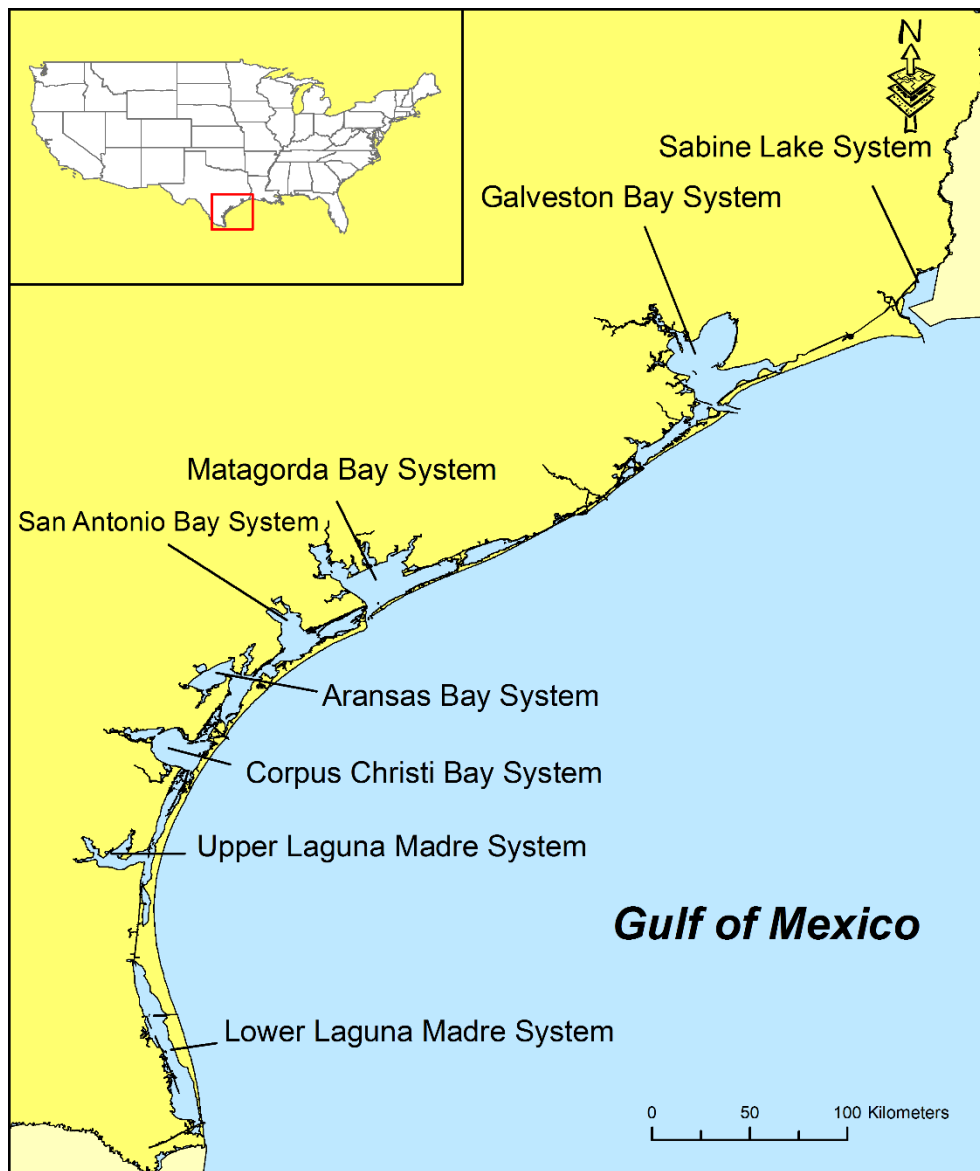 N
Sabine Lake System
Galveston Bay System
Matagorda Bay System
San Antonio Bay System
Aransas Bay System
Corpus Christi Bay System
Upper Laguna Madre System
Gulf of Mexico
Lower Laguna Madre System
0 50 100 Kilometers